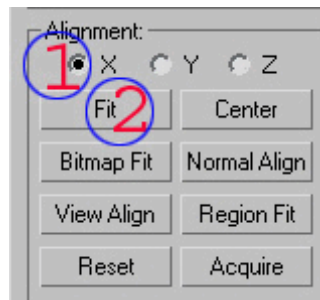 Alignment:
1 X Y Z
Fit 2 Center
Bitmap Fit Normal Align
View Align Region Fit
Reset Acquire